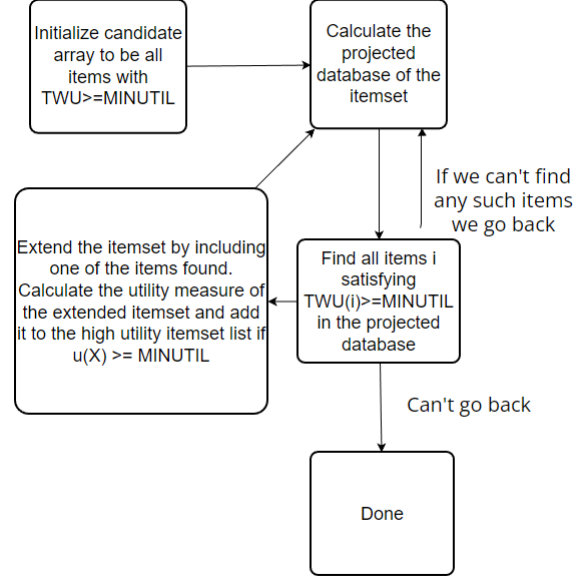 Initialize candidate
array to be all
items with
TWU>=MINUTIL
Calculate the
projected
database of the
itemset
If we can't find
any such items
we go back
Extend the itemset by including
one of the items found.
Calculate the utility measure of
the extended itemset and add
it to the high utility itemset list if
u(X) >= MINUTIL
Find all items i
satisfying
TWU(i)>=MINUTIL
in the projected
database
Can't go back
Done